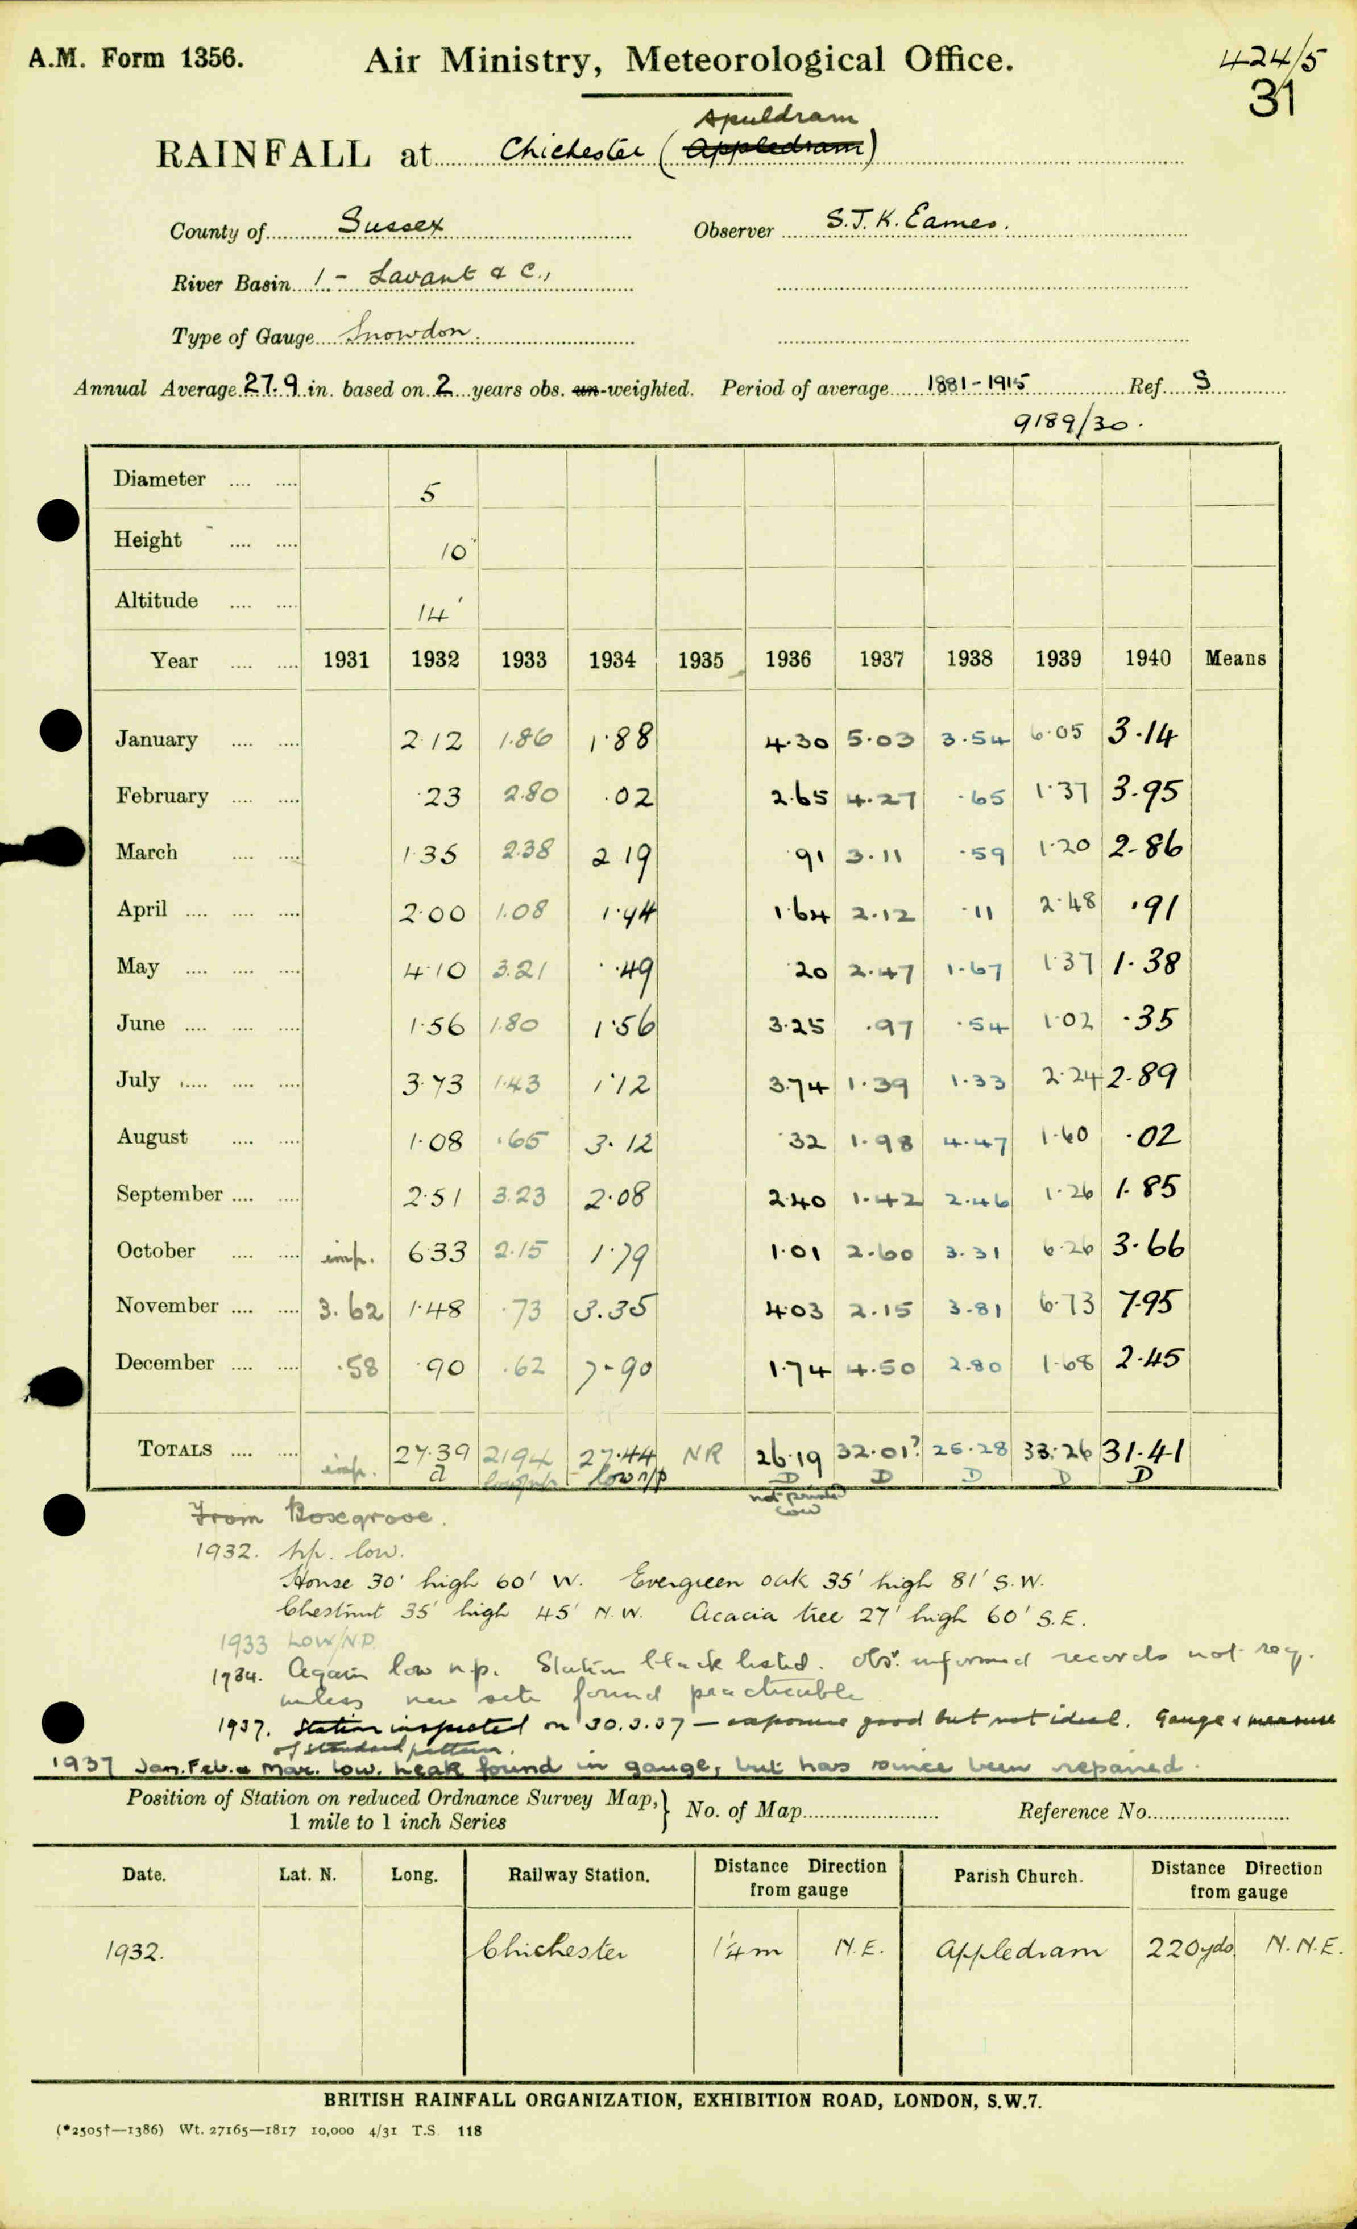 A.M. Form 1356. Air Ministry, Meteorological Office. 424/5
31
Apuldram
RAINFALL at Chichester (Appledram)
County of Sussex Observer S.J.K. Eames.
River Basin 1 - Lavant & C.,
Type of Gauge Snowdon.
Annual Average 27.9 in. based on 2 years obs. un-weighted. Period of average 1881-1915 Ref. S
9189/30.
Diameter .... .... 5
Height .... .... 10"
Altitude .... .... 14'
Year .... .... 1931 1932 1933 1934 1935 1936 1937 1938 1939 1940 Means
January .... .... 2.12 1.86 1.88 4.30 5.03 3.54 6.05 3.14
February .... .... .23 2.80 .02 2.65 4.27 .65 1.37 3.95
March .... .... 1.35 2.38 2.19 .91 3.11 .59 1.20 2.86
April .... .... .... 2.00 1.08 1.94 1.64 2.12 .11 2.48 .91
May .... .... .... 4.10 3.21 .49 .20 2.47 1.67 1.37 1.38
June .... .... .... 1.56 1.80 1.56 3.25 .97 .54 1.02 .35
July .... .... .... 3.73 1.43 1.12 3.74 1.39 1.33 2.24 2.89
August .... .... 1.08 .65 3.12 .32 1.98 4.47 1.60 .02
September .... .... 2.51 3.23 2.08 2.40 1.42 2.46 1.26 1.85
October .... .... imp. 6.33 2.15 1.79 1.01 2.60 3.31 6.26 3.66
November .... .... 3.62 1.48 .73 3.35 4.03 2.15 3.81 6.73 7.95
December .... .... .58 .90 .62 7.90 1.74 4.50 2.80 1.68 2.45
TOTALS .... .... imp. 27.39 21.94 27.44 NR 26.19 32.01? 25.28 33.26 31.41
a low n/p low n/p D D D D D
not printed
low
From Boxgrove.
1932. n.p. low.
House 30' high 60' W. Evergreen oak 35' high 81' S.W.
Chestnut 35' high 45' N.W. Acacia tree 27' high 60' S.E.
1933 LOW/N.P.
1934. Again low n.p. Station black listed. obsr. informed records not req.
unless new site found practicable
1937. Station inspected on 30.3.37 - exposure good but not ideal. Gauge & measure
of standard pattern.
1937 Jan. Feb. & Mar. low. Leak found in gauge, but has since been repaired.
Position of Station on reduced Ordnance Survey Map, } No. of Map Reference No.
1 mile to 1 inch Series
Date. Lat. N. Long. Railway Station. Distance Direction from gauge Parish Church. Distance Direction from gauge
1932. Chichester 1¼ m N.E. Appledram 220 yds N.N.E.
BRITISH RAINFALL ORGANIZATION, EXHIBITION ROAD, LONDON, S.W.7.
(*2505†—1386) Wt. 27165—1817 10,000 4/31 T.S. 118